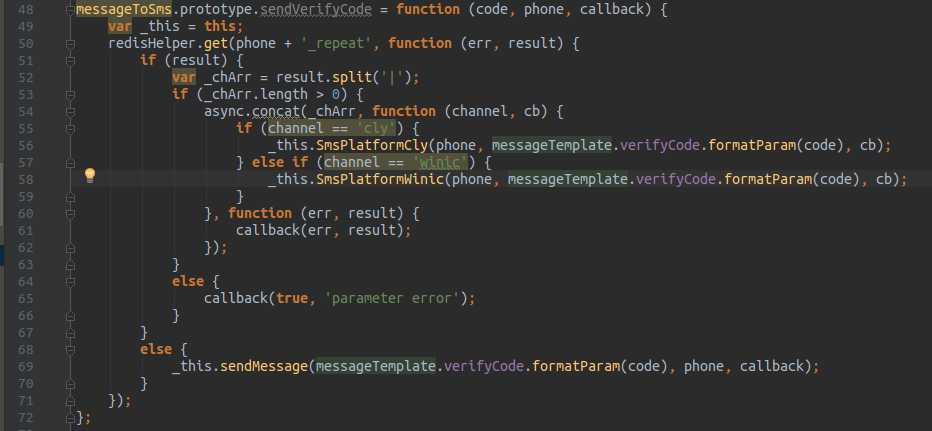 48 messageToSms.prototype.sendVerifyCode = function (code, phone, callback) {
49 var _this = this;
50 redisHelper.get(phone + '_repeat', function (err, result) {
51 if (result) {
52 var _chArr = result.split('|');
53 if (_chArr.length > 0) {
54 async.concat(_chArr, function (channel, cb) {
55 if (channel == 'cly') {
56 _this.SmsPlatformCly(phone, messageTemplate.verifyCode.formatParam(code), cb);
57 } else if (channel == 'winic') {
58 _this.SmsPlatformWinic(phone, messageTemplate.verifyCode.formatParam(code), cb);
59 }
60 }, function (err, result) {
61 callback(err, result);
62 });
63 }
64 else {
65 callback(true, 'parameter error');
66 }
67 }
68 else {
69 _this.sendMessage(messageTemplate.verifyCode.formatParam(code), phone, callback);
70 }
71 });
72 };